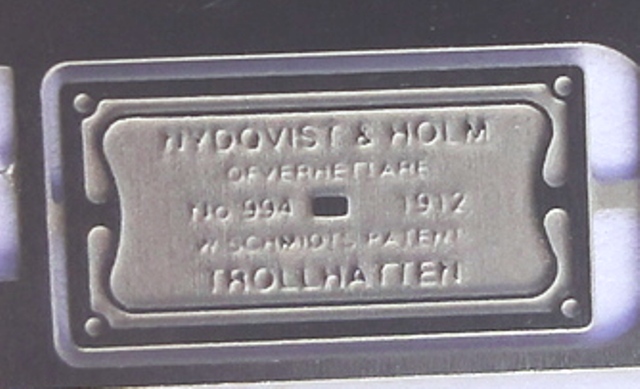 NYDQVIST & HOLM
ÖFVERHETTARE
No 994 1912
W. SCHMIDTS PATENT
TROLLHÄTTAN